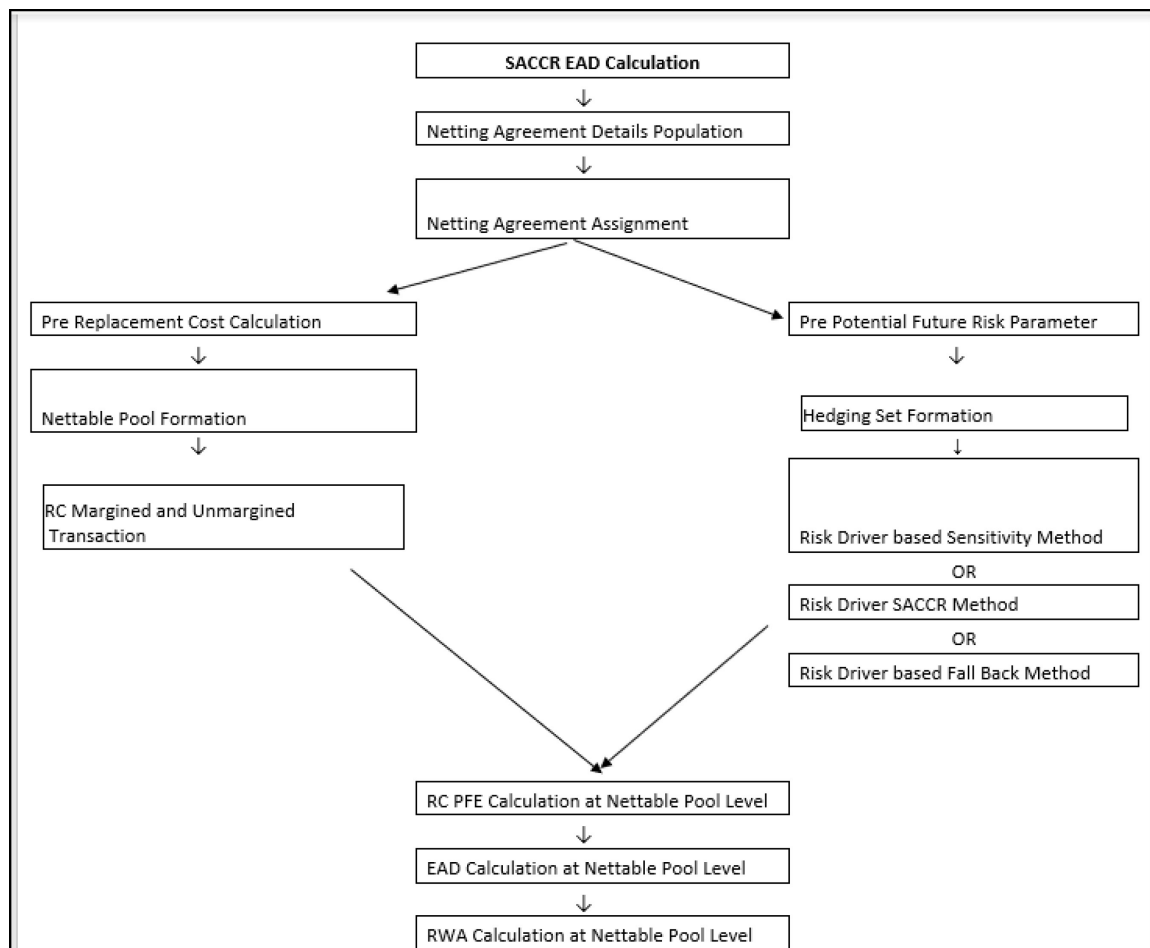 SACCR EAD Calculation
Netting Agreement Details Population
Netting Agreement Assignment
Pre Replacement Cost Calculation
Nettable Pool Formation
RC Margined and Unmargined
Transaction
Pre Potential Future Risk Parameter
Hedging Set Formation
Risk Driver based Sensitivity Method
OR
Risk Driver SACCR Method
OR
Risk Driver based Fall Back Method
RC PFE Calculation at Nettable Pool Level
EAD Calculation at Nettable Pool Level
RWA Calculation at Nettable Pool Level